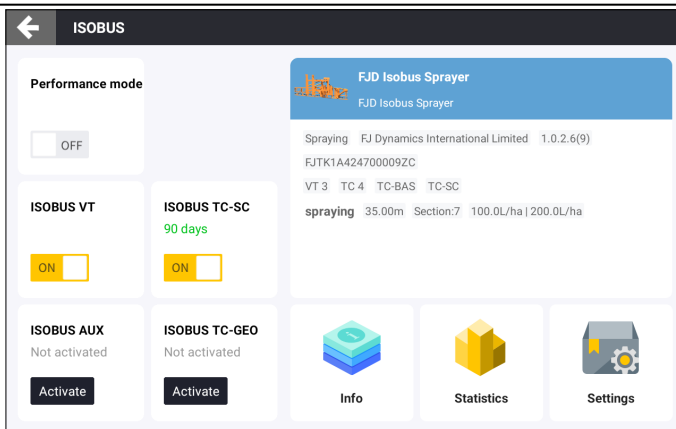 ISOBUS
Performance mode
OFF
ISOBUS VT
ON
ISOBUS TC-SC
90 days
ON
ISOBUS AUX
Not activated
Activate
ISOBUS TC-GEO
Not activated
Activate
FJD Isobus Sprayer
FJD Isobus Sprayer
Spraying FJ Dynamics International Limited 1.0.2.6(9)
FJTK1A424700009ZC
VT 3 TC 4 TC-BAS TC-SC
spraying 35.00m Section:7 100.0L/ha | 200.0L/ha
Info
Statistics
Settings